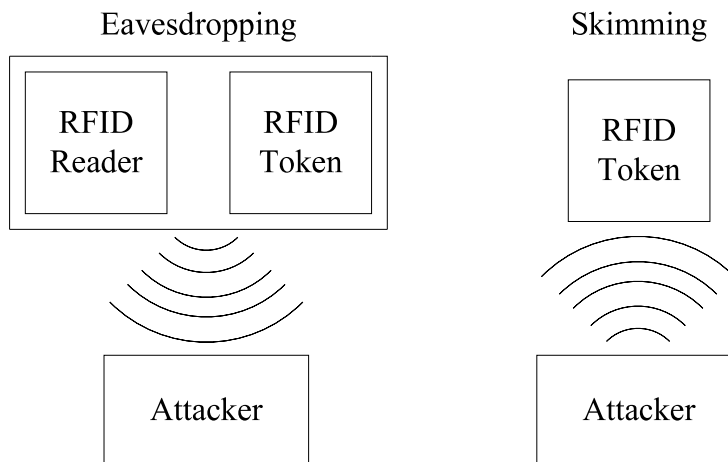 Eavesdropping
RFID
Reader
RFID
Token
Attacker
Skimming
RFID
Token
Attacker